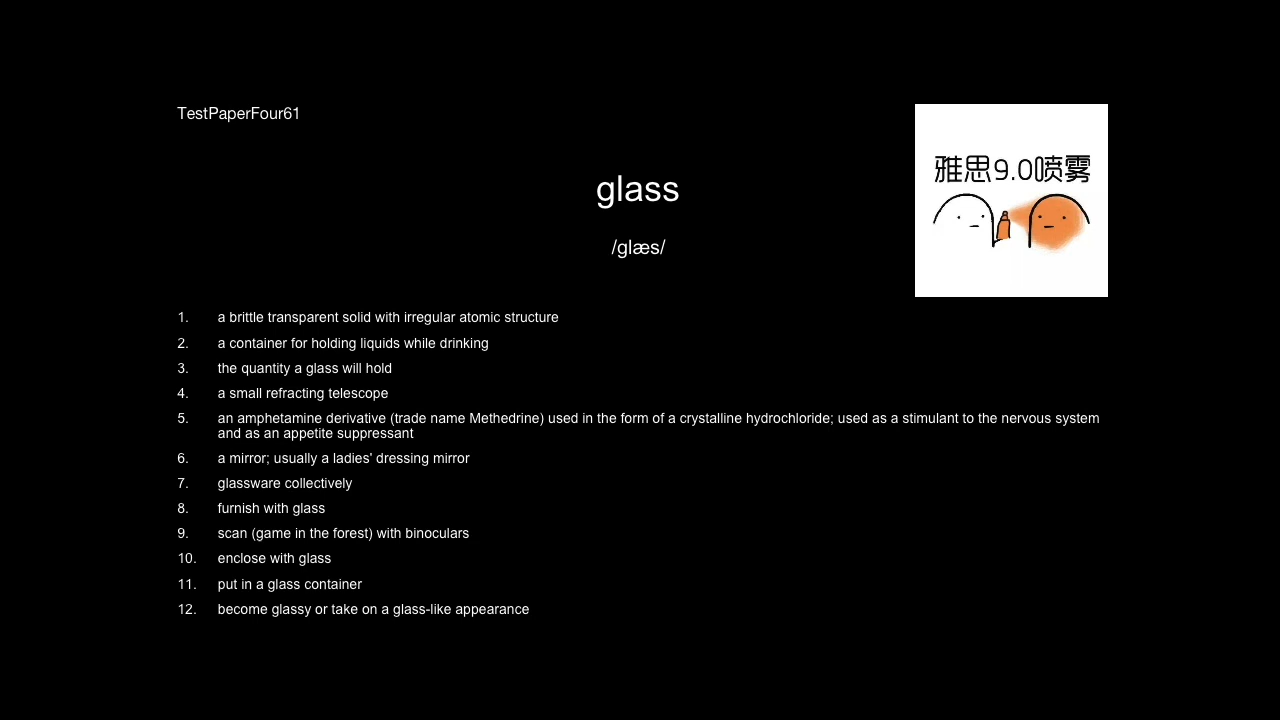 TestPaperFour61
雅思9.0喷雾
glass
/glæs/
1. a brittle transparent solid with irregular atomic structure
2. a container for holding liquids while drinking
3. the quantity a glass will hold
4. a small refracting telescope
5. an amphetamine derivative (trade name Methedrine) used in the form of a crystalline hydrochloride; used as a stimulant to the nervous system
and as an appetite suppressant
6. a mirror; usually a ladies' dressing mirror
7. glassware collectively
8. furnish with glass
9. scan (game in the forest) with binoculars
10. enclose with glass
11. put in a glass container
12. become glassy or take on a glass-like appearance